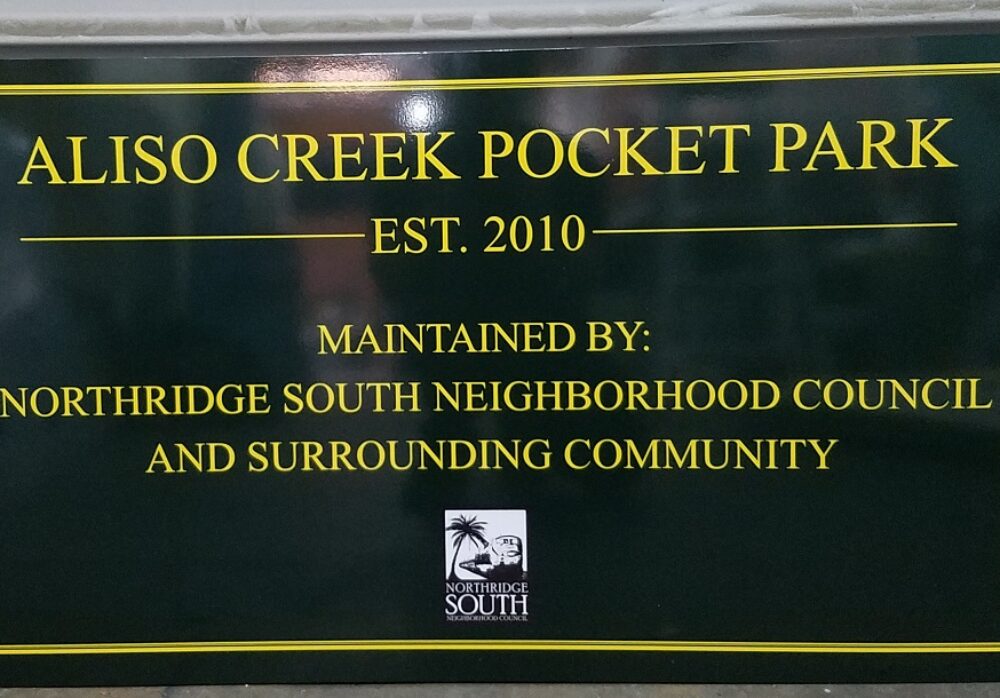 ALISO CREEK POCKET PARK
EST. 2010
MAINTAINED BY:
NORTHRIDGE SOUTH NEIGHBORHOOD COUNCIL
AND SURROUNDING COMMUNITY
NORTHRIDGE
SOUTH
NEIGHBORHOOD COUNCIL